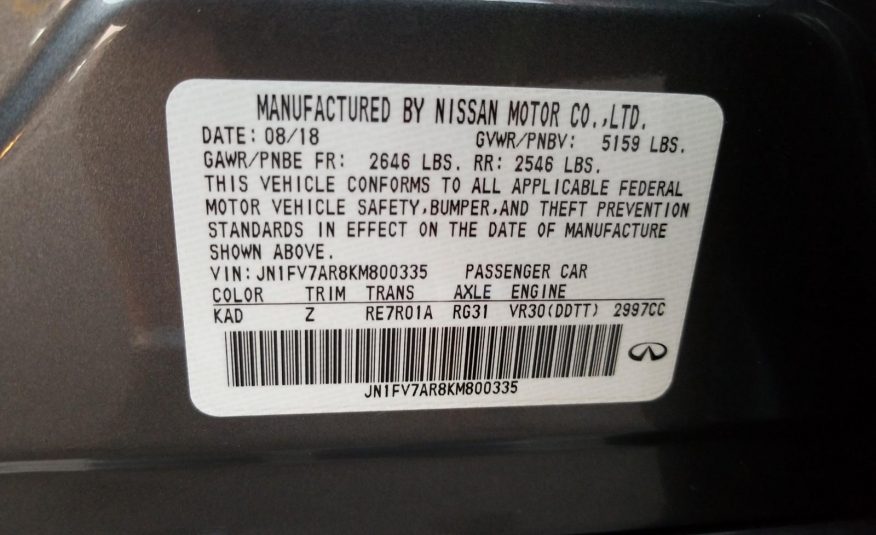 MANUFACTURED BY NISSAN MOTOR CO.,LTD.
DATE: 08/18 GVWR/PNBV: 5159 LBS.
GAWR/PNBE FR: 2646 LBS. RR: 2546 LBS.
THIS VEHICLE CONFORMS TO ALL APPLICABLE FEDERAL
MOTOR VEHICLE SAFETY,BUMPER,AND THEFT PREVENTION
STANDARDS IN EFFECT ON THE DATE OF MANUFACTURE
SHOWN ABOVE.
VIN:JN1FV7AR8KM800335 PASSENGER CAR
COLOR TRIM TRANS AXLE ENGINE
KAD Z RE7R01A RG31 VR30(DDTT) 2997CC
JN1FV7AR8KM800335